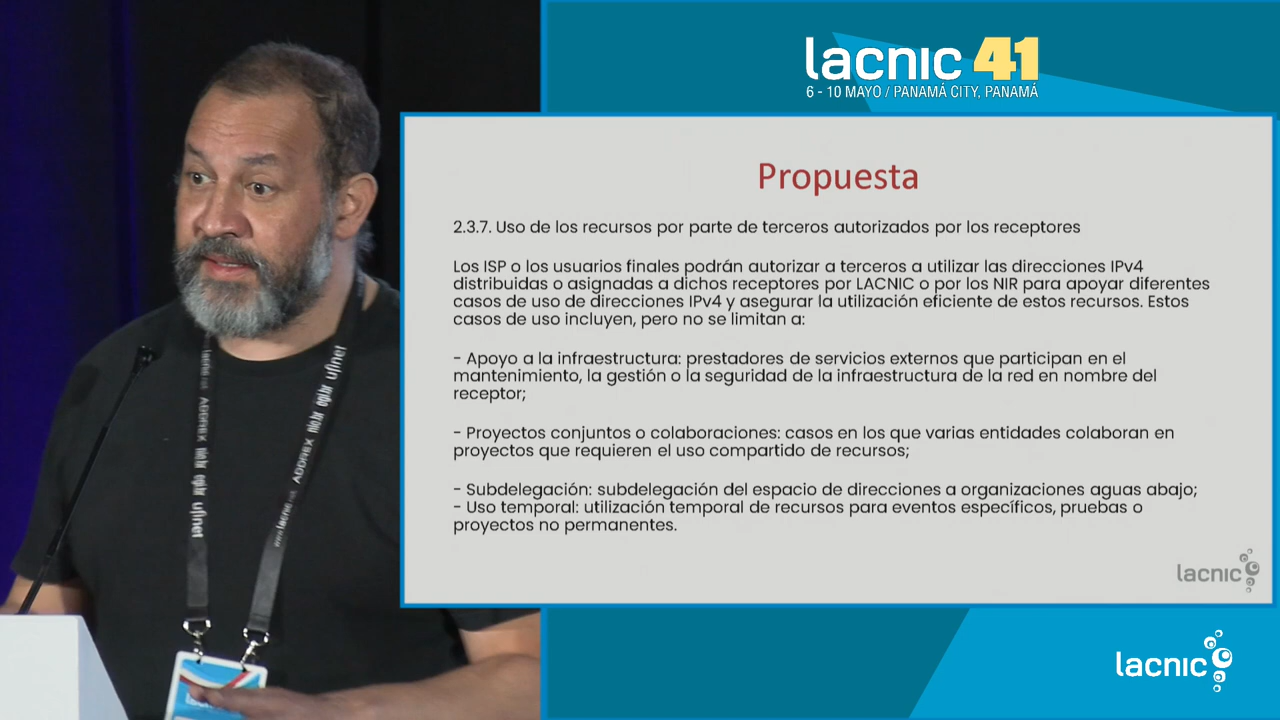 lacnic 41
6 - 10 MAYO / PANAMÁ CITY, PANAMÁ
Propuesta
2.3.7. Uso de los recursos por parte de terceros autorizados por los receptores
Los ISP o los usuarios finales podrán autorizar a terceros a utilizar las direcciones IPv4
distribuidas o asignadas a dichos receptores por LACNIC o por los NIR para apoyar diferentes
casos de uso de direcciones IPv4 y asegurar la utilización eficiente de estos recursos. Estos
casos de uso incluyen, pero no se limitan a:
- Apoyo a la infraestructura: prestadores de servicios externos que participan en el
mantenimiento, la gestión o la seguridad de la infraestructura de la red en nombre del
receptor;
- Proyectos conjuntos o colaboraciones: casos en los que varias entidades colaboran en
proyectos que requieren el uso compartido de recursos;
- Subdelegación: subdelegación del espacio de direcciones a organizaciones aguas abajo;
- Uso temporal: utilización temporal de recursos para eventos específicos, pruebas o
proyectos no permanentes.
lacnic
lacnic
ufinet
ADDREX
ufinet
ADDREX
www.lacnic.net